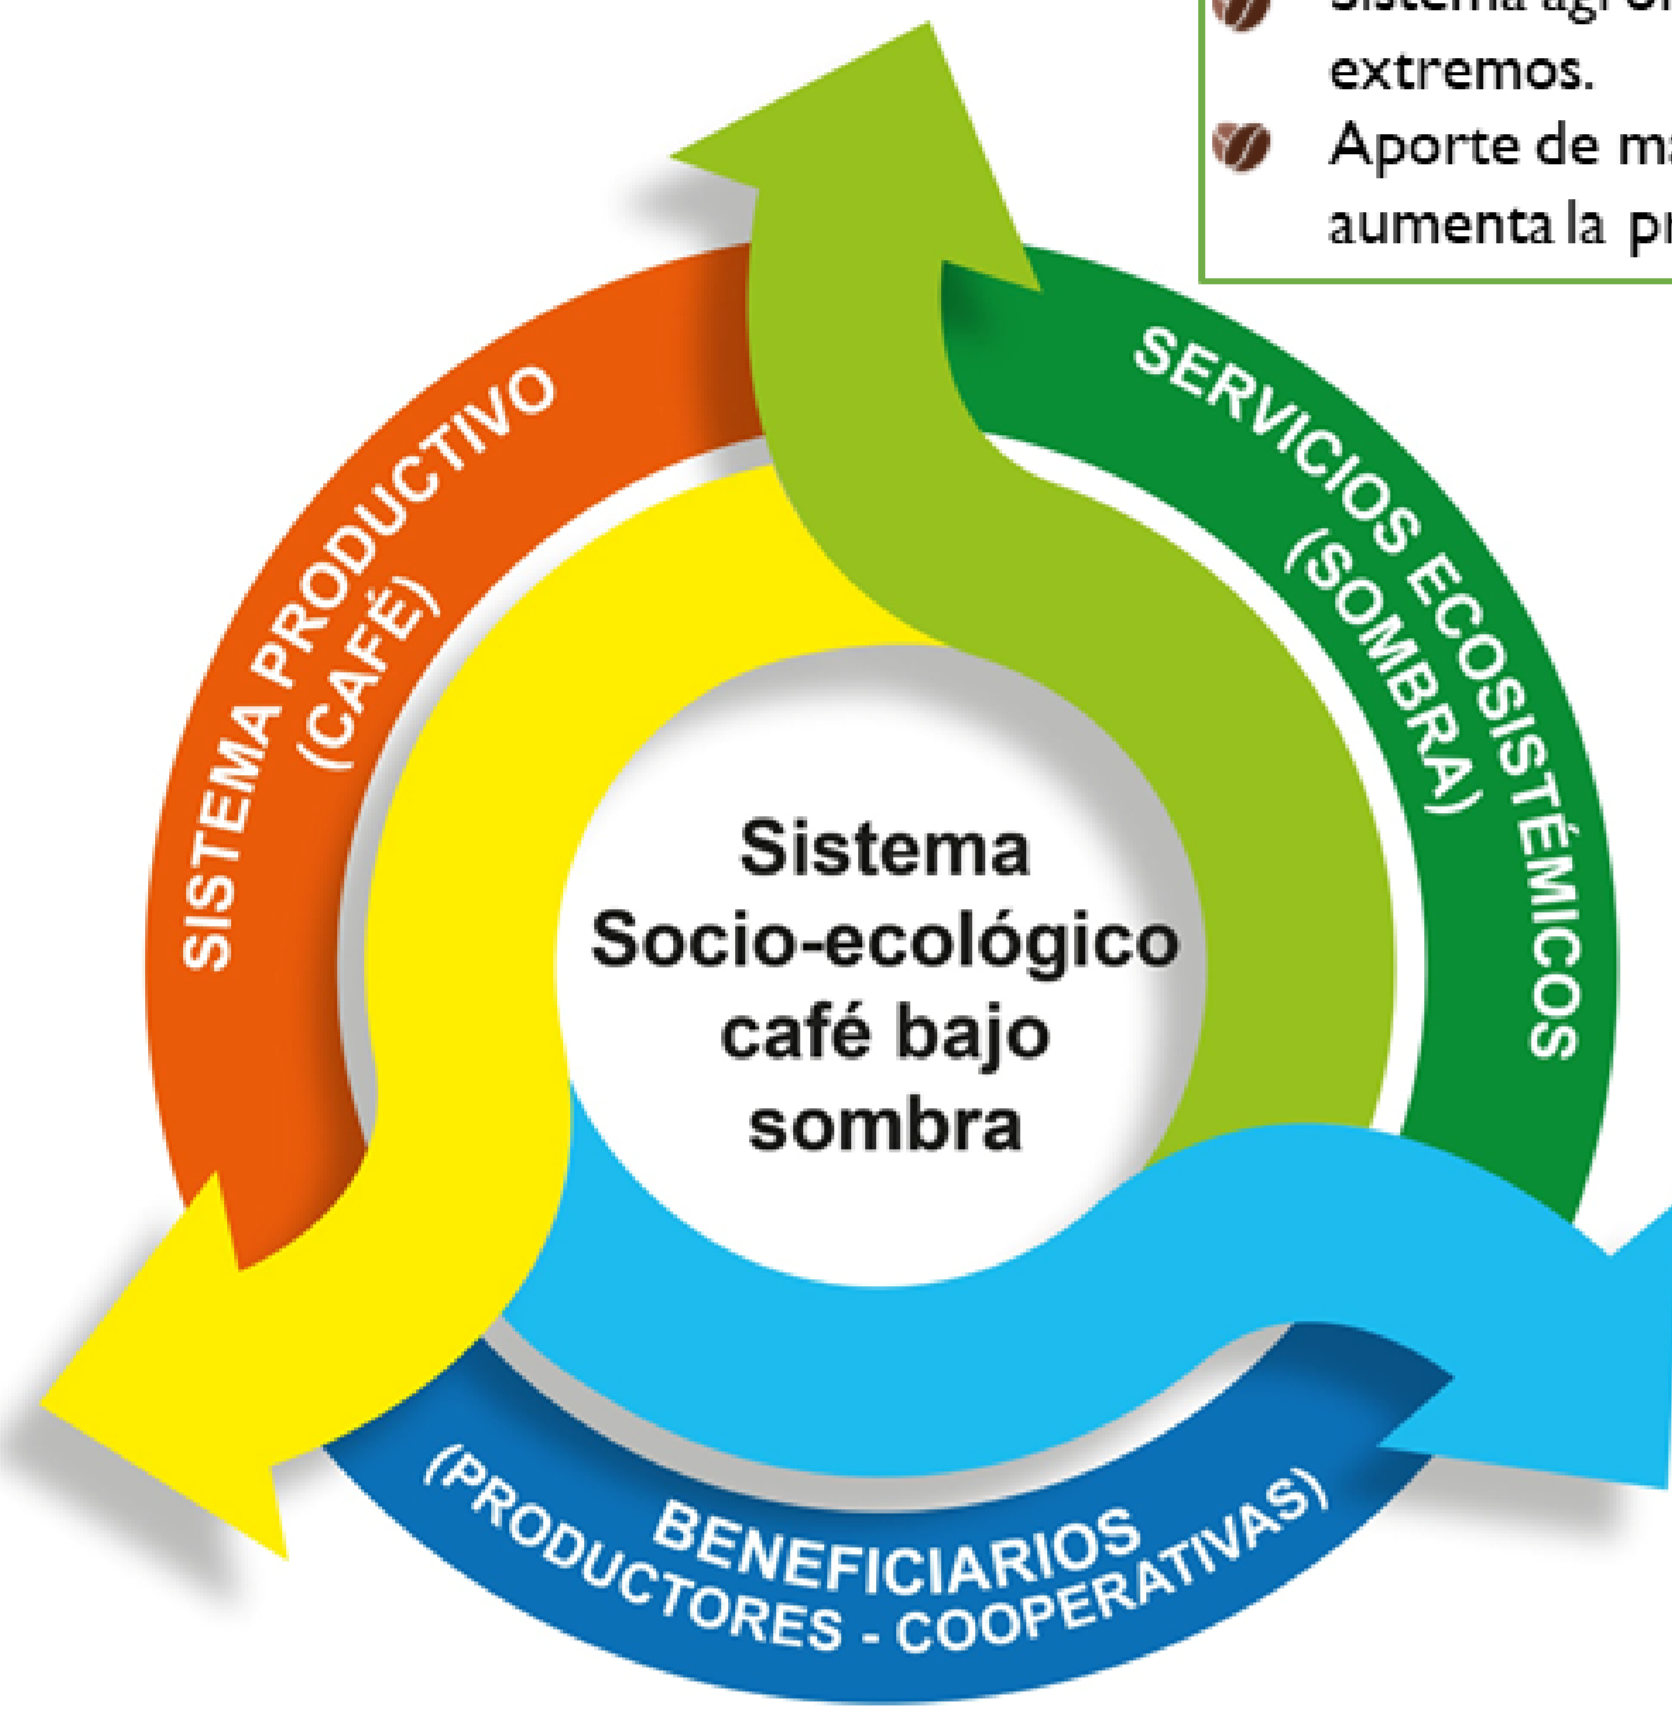 extremos.
Aporte de
aumenta la
SISTEMA PRODUCTIVO
(CAFÉ)
SERVICIOS ECOSISTÉMICOS
(SOMBRA)
Sistema
Socio-ecológico
café bajo
sombra
BENEFICIARIOS
(PRODUCTORES - COOPERATIVAS)